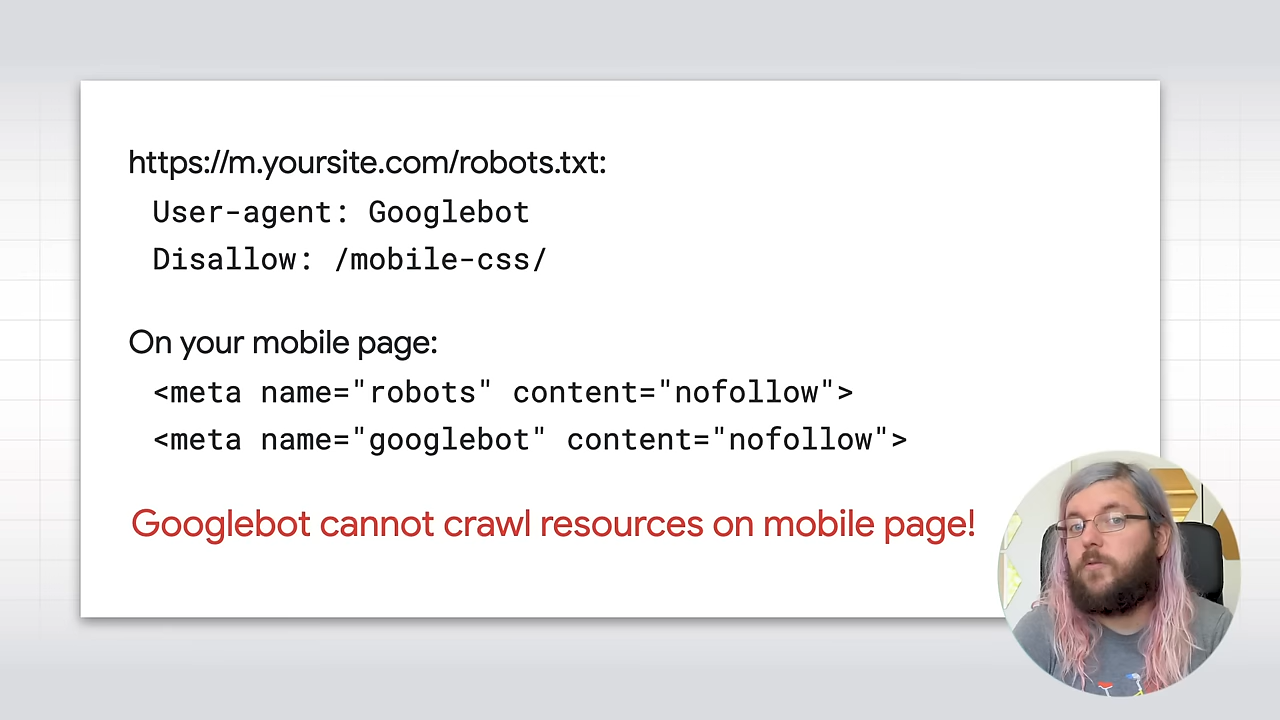 https://m.yoursite.com/robots.txt:
User-agent: Googlebot
Disallow: /mobile-css/
On your mobile page:
<meta name="robots" content="nofollow">
<meta name="googlebot" content="nofollow">
Googlebot cannot crawl resources on mobile page!